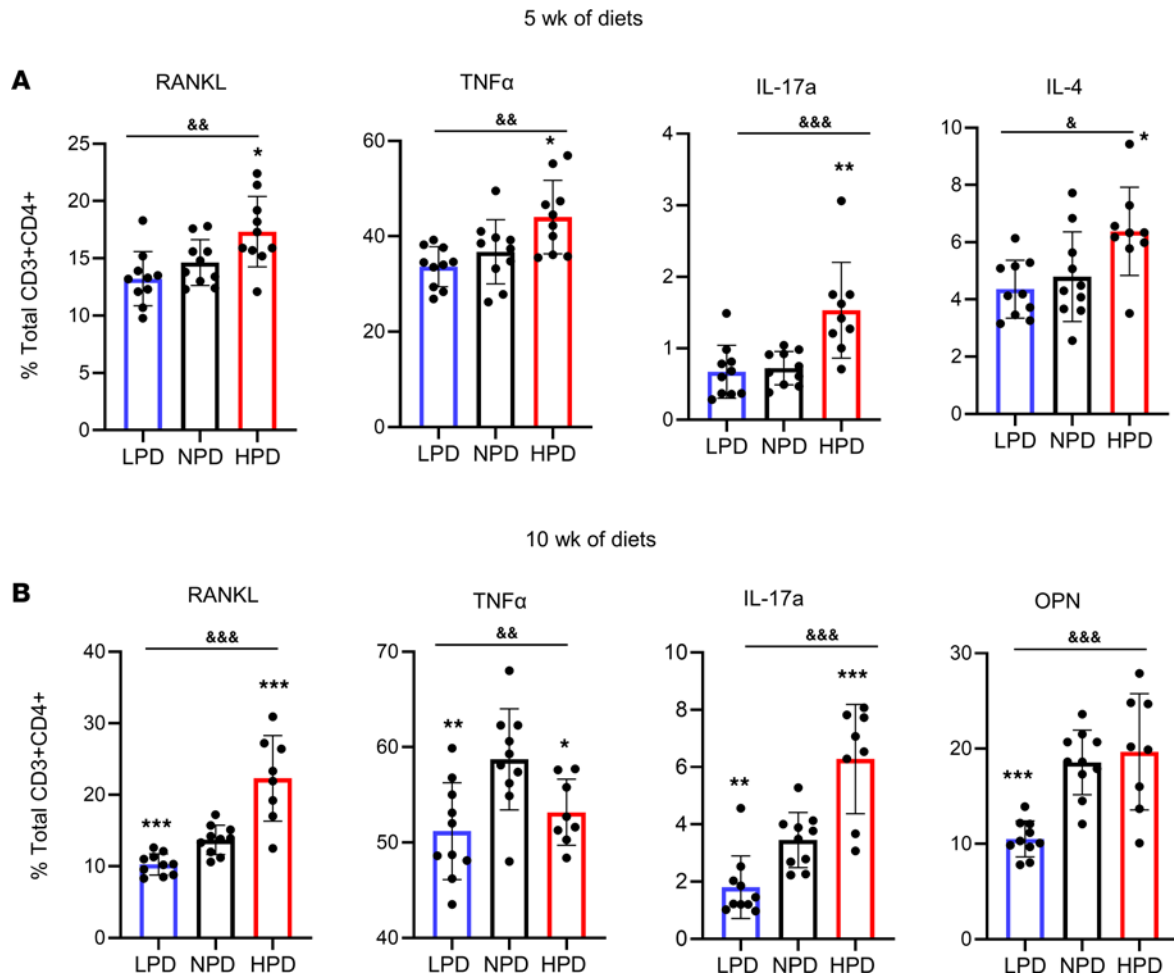 5 wk of diets
A
RANKL TNFα IL-17a IL-4
&& && &&& &
* * ** *
% Total CD3+CD4+
25 60 4 10
20 8
15 40 3 6
10 20 2 4
5 1 2
0 0 0 0
LPD NPD HPD LPD NPD HPD LPD NPD HPD LPD NPD HPD
10 wk of diets
B
RANKL TNFα IL-17a OPN
&&& && &&& &&&
*** *** ** * ** *** ***
% Total CD3+CD4+
40 70 10 30
30 60 8 20
20 50 6 10
10 4
2
0 40 0 0
LPD NPD HPD LPD NPD HPD LPD NPD HPD LPD NPD HPD